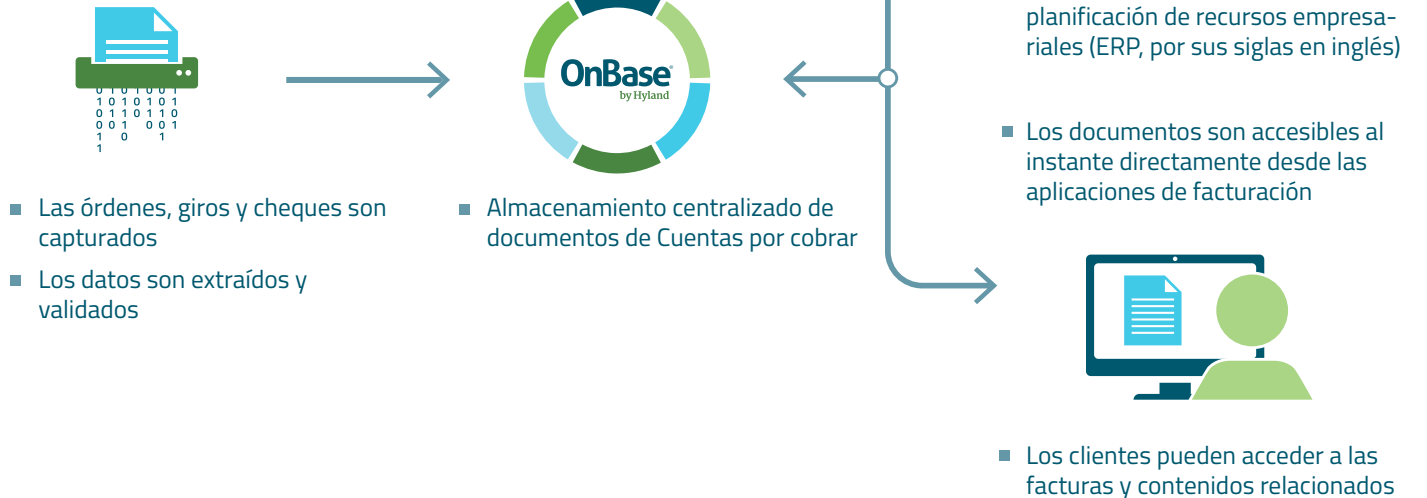 planificación de recursos empresa-
riales (ERP, por sus siglas en inglés)
OnBase
by Hyland
Los documentos son accesibles al
instante directamente desde las
aplicaciones de facturación
Las órdenes, giros y cheques son
capturados
Los datos son extraídos y
validados
Almacenamiento centralizado de
documentos de Cuentas por cobrar
Los clientes pueden acceder a las
facturas y contenidos relacionados